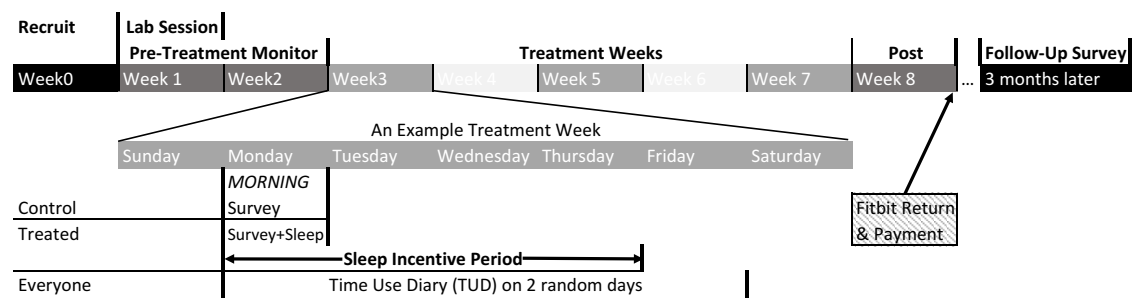 Recruit Lab Session
Pre-Treatment Monitor Treatment Weeks Post Follow-Up Survey
Week0 Week 1 Week2 Week3 Week 4 Week 5 Week 6 Week 7 Week 8 ... 3 months later
An Example Treatment Week
Sunday Monday Tuesday Wednesday Thursday Friday Saturday
MORNING
Control Survey Fitbit Return
Treated Survey+Sleep & Payment
Sleep Incentive Period
Everyone Time Use Diary (TUD) on 2 random days